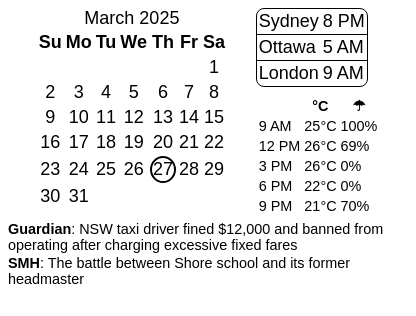 March 2025
Su Mo Tu We Th Fr Sa
1
2 3 4 5 6 7 8
9 10 11 12 13 14 15
16 17 18 19 20 21 22
23 24 25 26 27 28 29
30 31
Sydney 8 PM
Ottawa 5 AM
London 9 AM
°C ☂
9 AM 25°C 100%
12 PM 26°C 69%
3 PM 26°C 0%
6 PM 22°C 0%
9 PM 21°C 70%
Guardian: NSW taxi driver fined $12,000 and banned from
operating after charging excessive fixed fares
SMH: The battle between Shore school and its former
headmaster